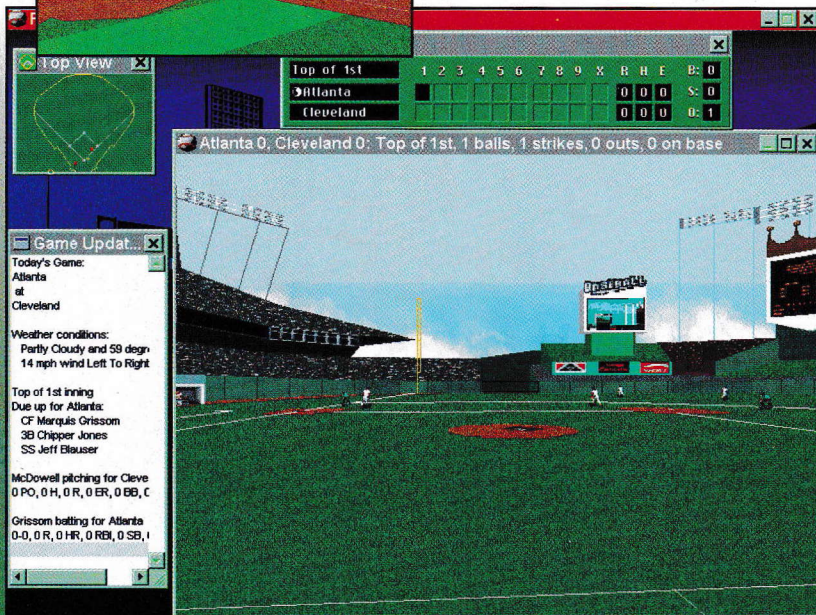 F
Top View
Top of 1st 1 2 3 4 5 6 7 8 9 X R H E B: 0
Atlanta 0 0 0 S: 0
Cleveland 0 0 0 O: 1
Atlanta 0, Cleveland 0: Top of 1st, 1 balls, 1 strikes, 0 outs, 0 on base
Game Updat...
Today's Game:
Atlanta
at
Cleveland
Weather conditions:
Partly Cloudy and 59 degr
14 mph wind Left To Right
Top of 1st inning
Due up for Atlanta:
CF Marquis Grissom
3B Chipper Jones
SS Jeff Blauser
McDowell pitching for Cleve
0 PO, 0 H, 0 R, 0 ER, 0 BB,
Grissom batting for Atlanta
0-0, 0 R, 0 HR, 0 RBI, 0 SB,
BASEBALL